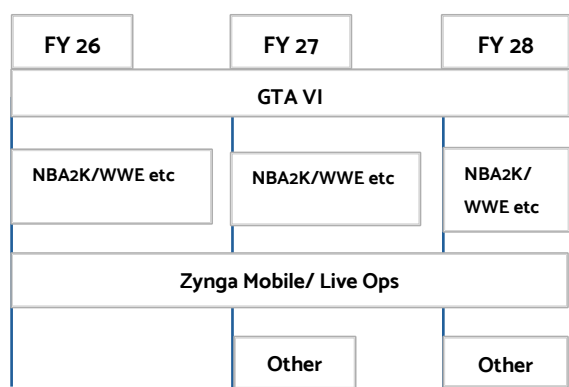 FY 26
FY 27
FY 28
GTA VI
NBA2K/WWE etc
NBA2K/WWE etc
NBA2K/
WWE etc
Zynga Mobile/ Live Ops
Other
Other